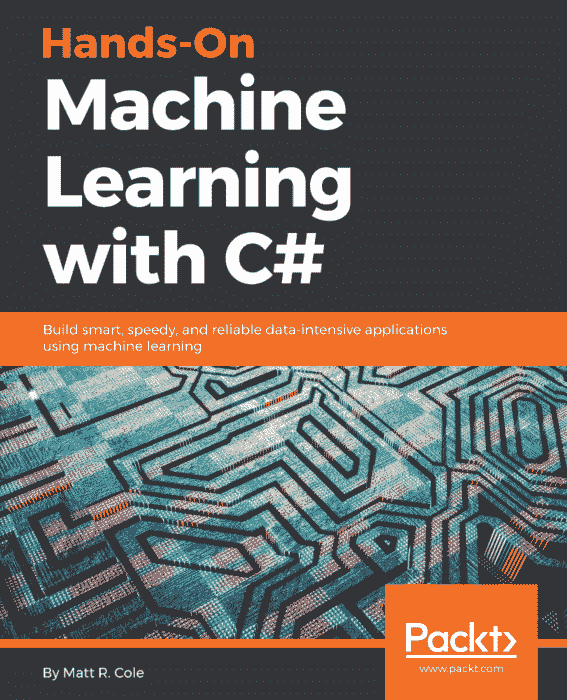 Hands-On
Machine
Learning
with C#
Build smart, speedy, and reliable data-intensive applications
using machine learning
Packt>
www.packt.com
By Matt R. Cole